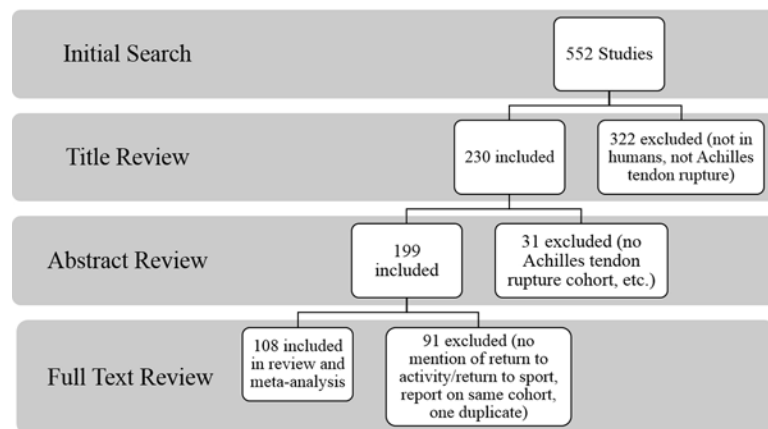 Initial Search
552 Studies
Title Review
230 included
322 excluded (not in
humans, not Achilles
tendon rupture)
Abstract Review
199
included
31 excluded (no
Achilles tendon
rupture cohort, etc.)
Full Text Review
108 included
in review and
meta-analysis
91 excluded (no
mention of return to
activity/return to sport,
report on same cohort,
one duplicate)